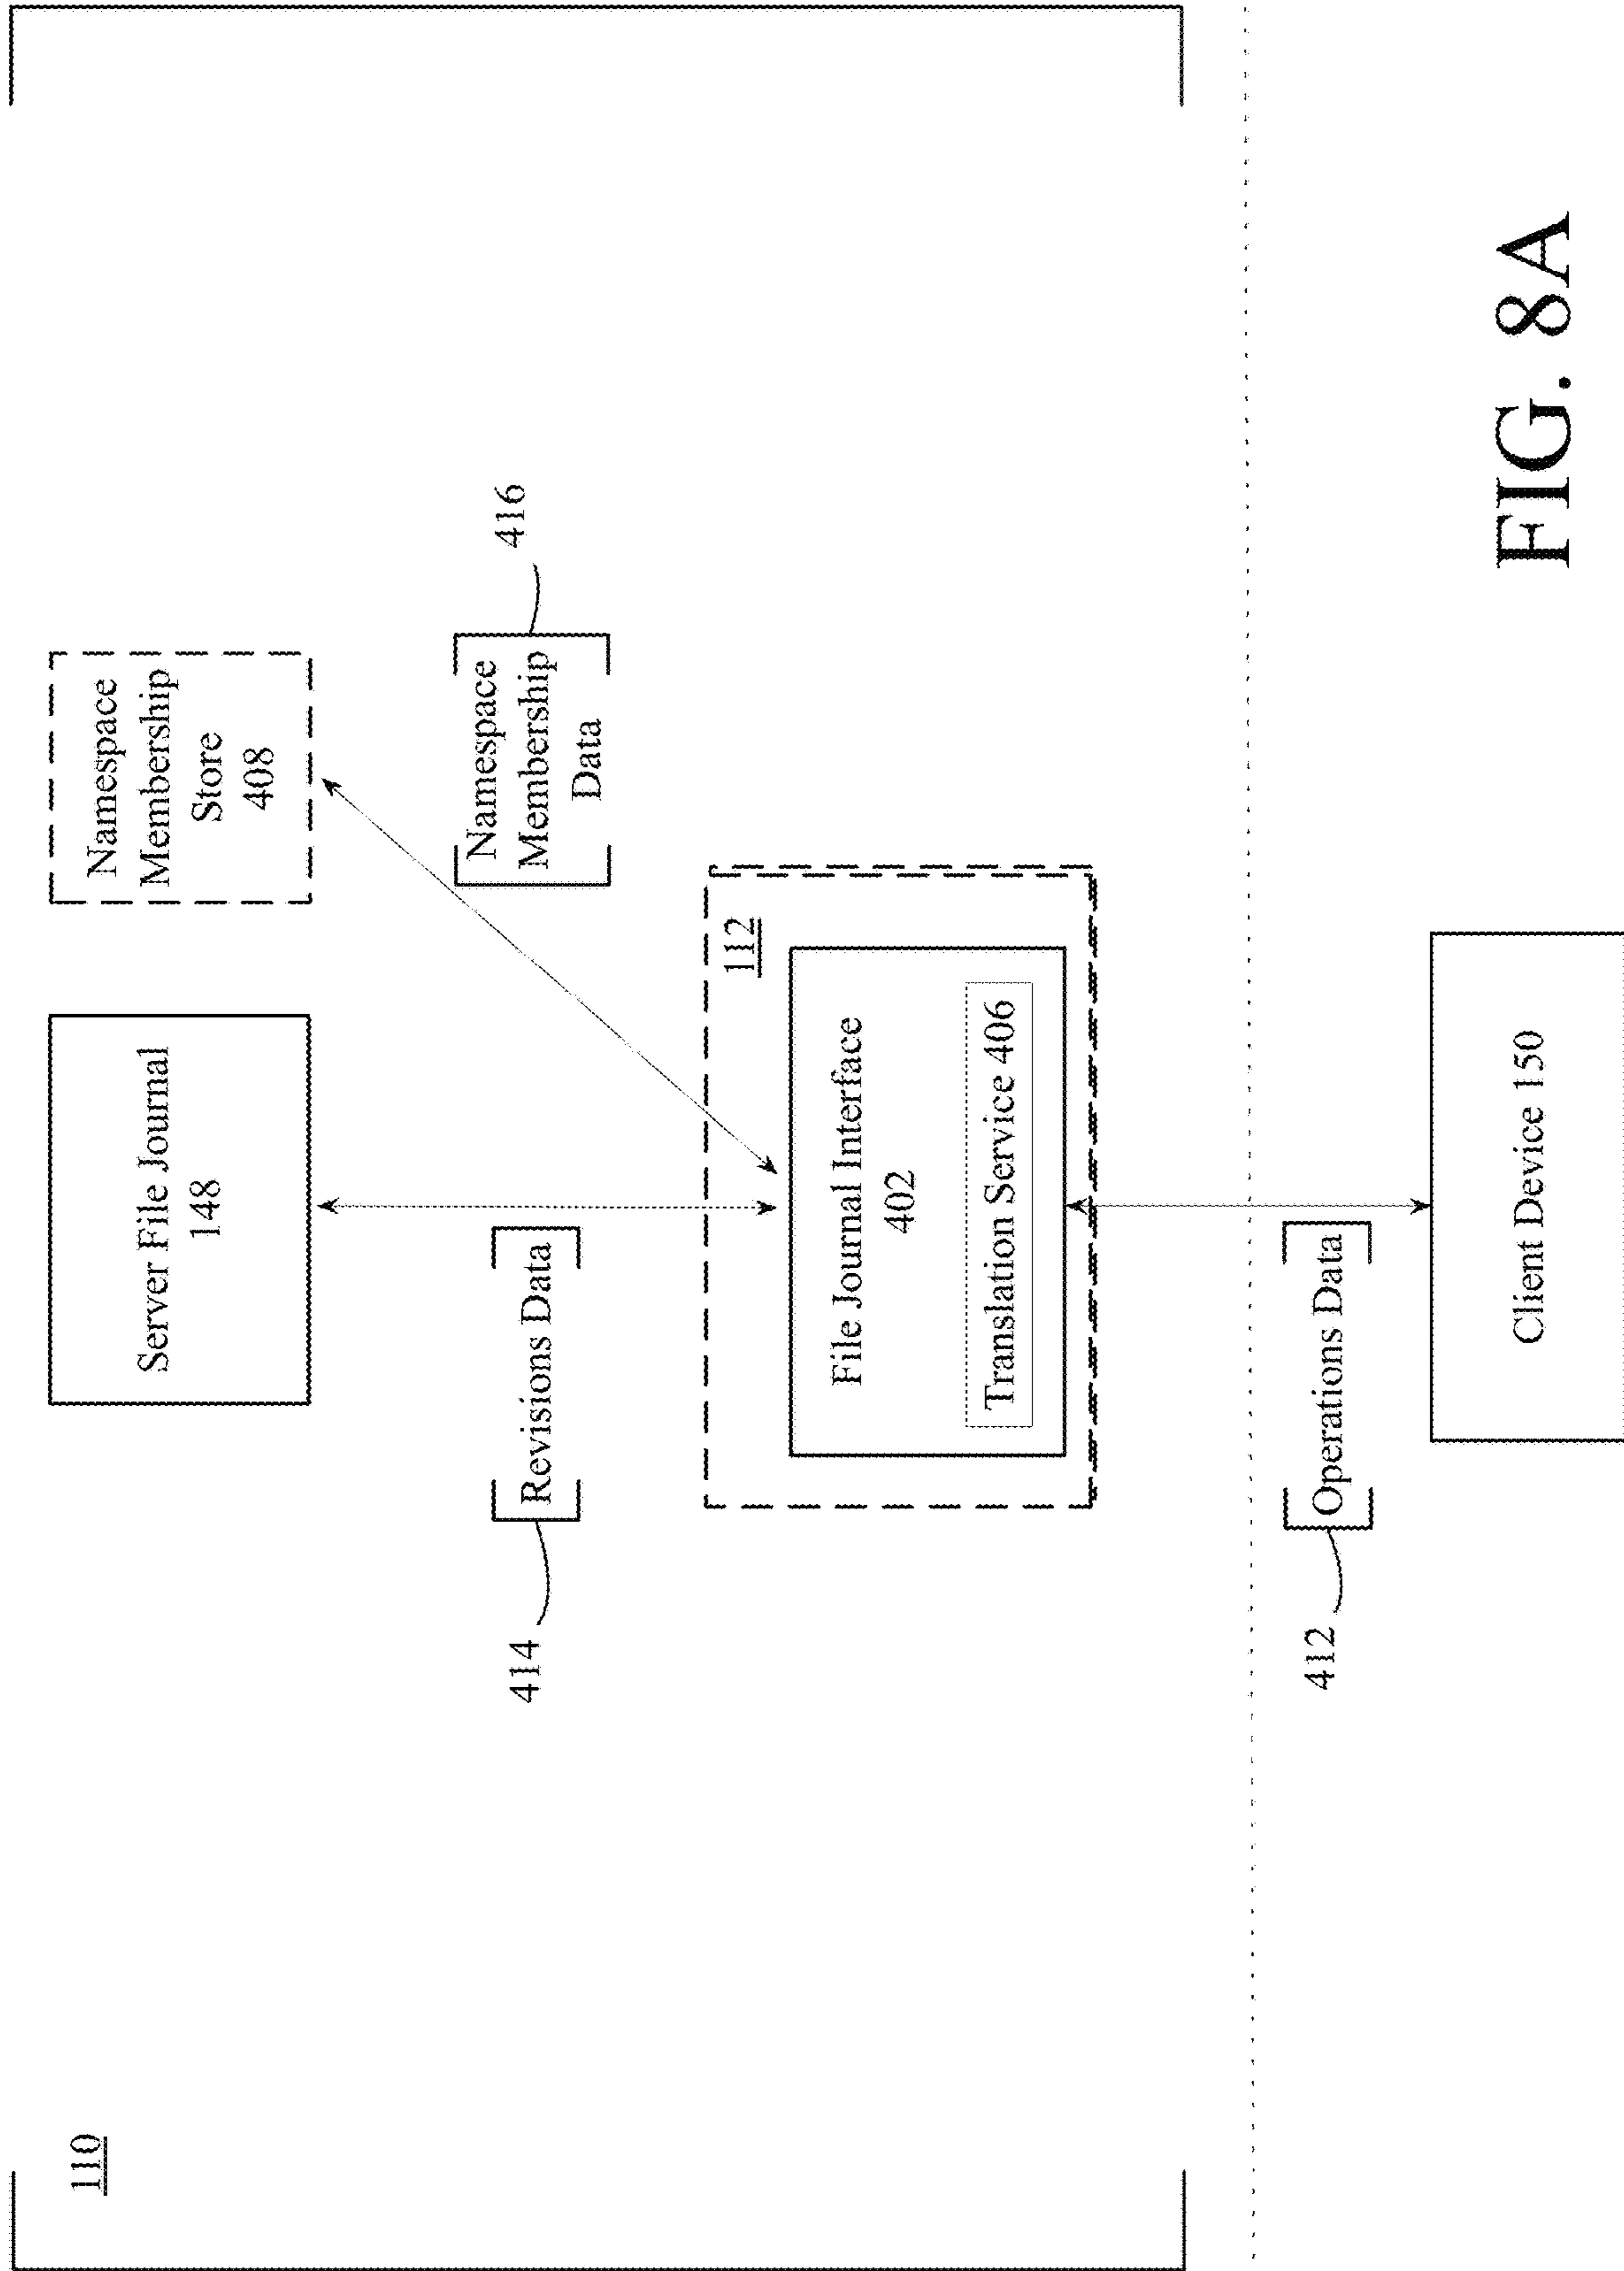 110
Server File Journal
148
Namespace
Membership
Store
408
414
Revisions Data
Namespace
Membership
Data
416
112
File Journal Interface
402
Translation Service 406
412
Operations Data
Client Device 150
FIG. 8A